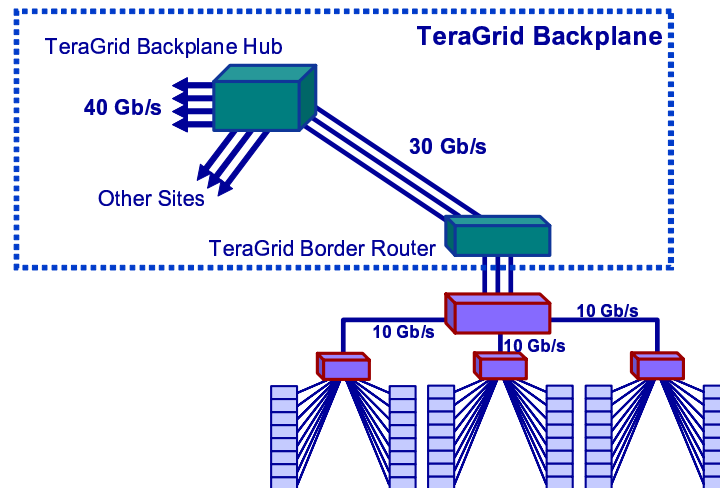 TeraGrid Backplane
TeraGrid Backplane Hub
40 Gb/s
30 Gb/s
Other Sites
TeraGrid Border Router
10 Gb/s
10 Gb/s
10 Gb/s